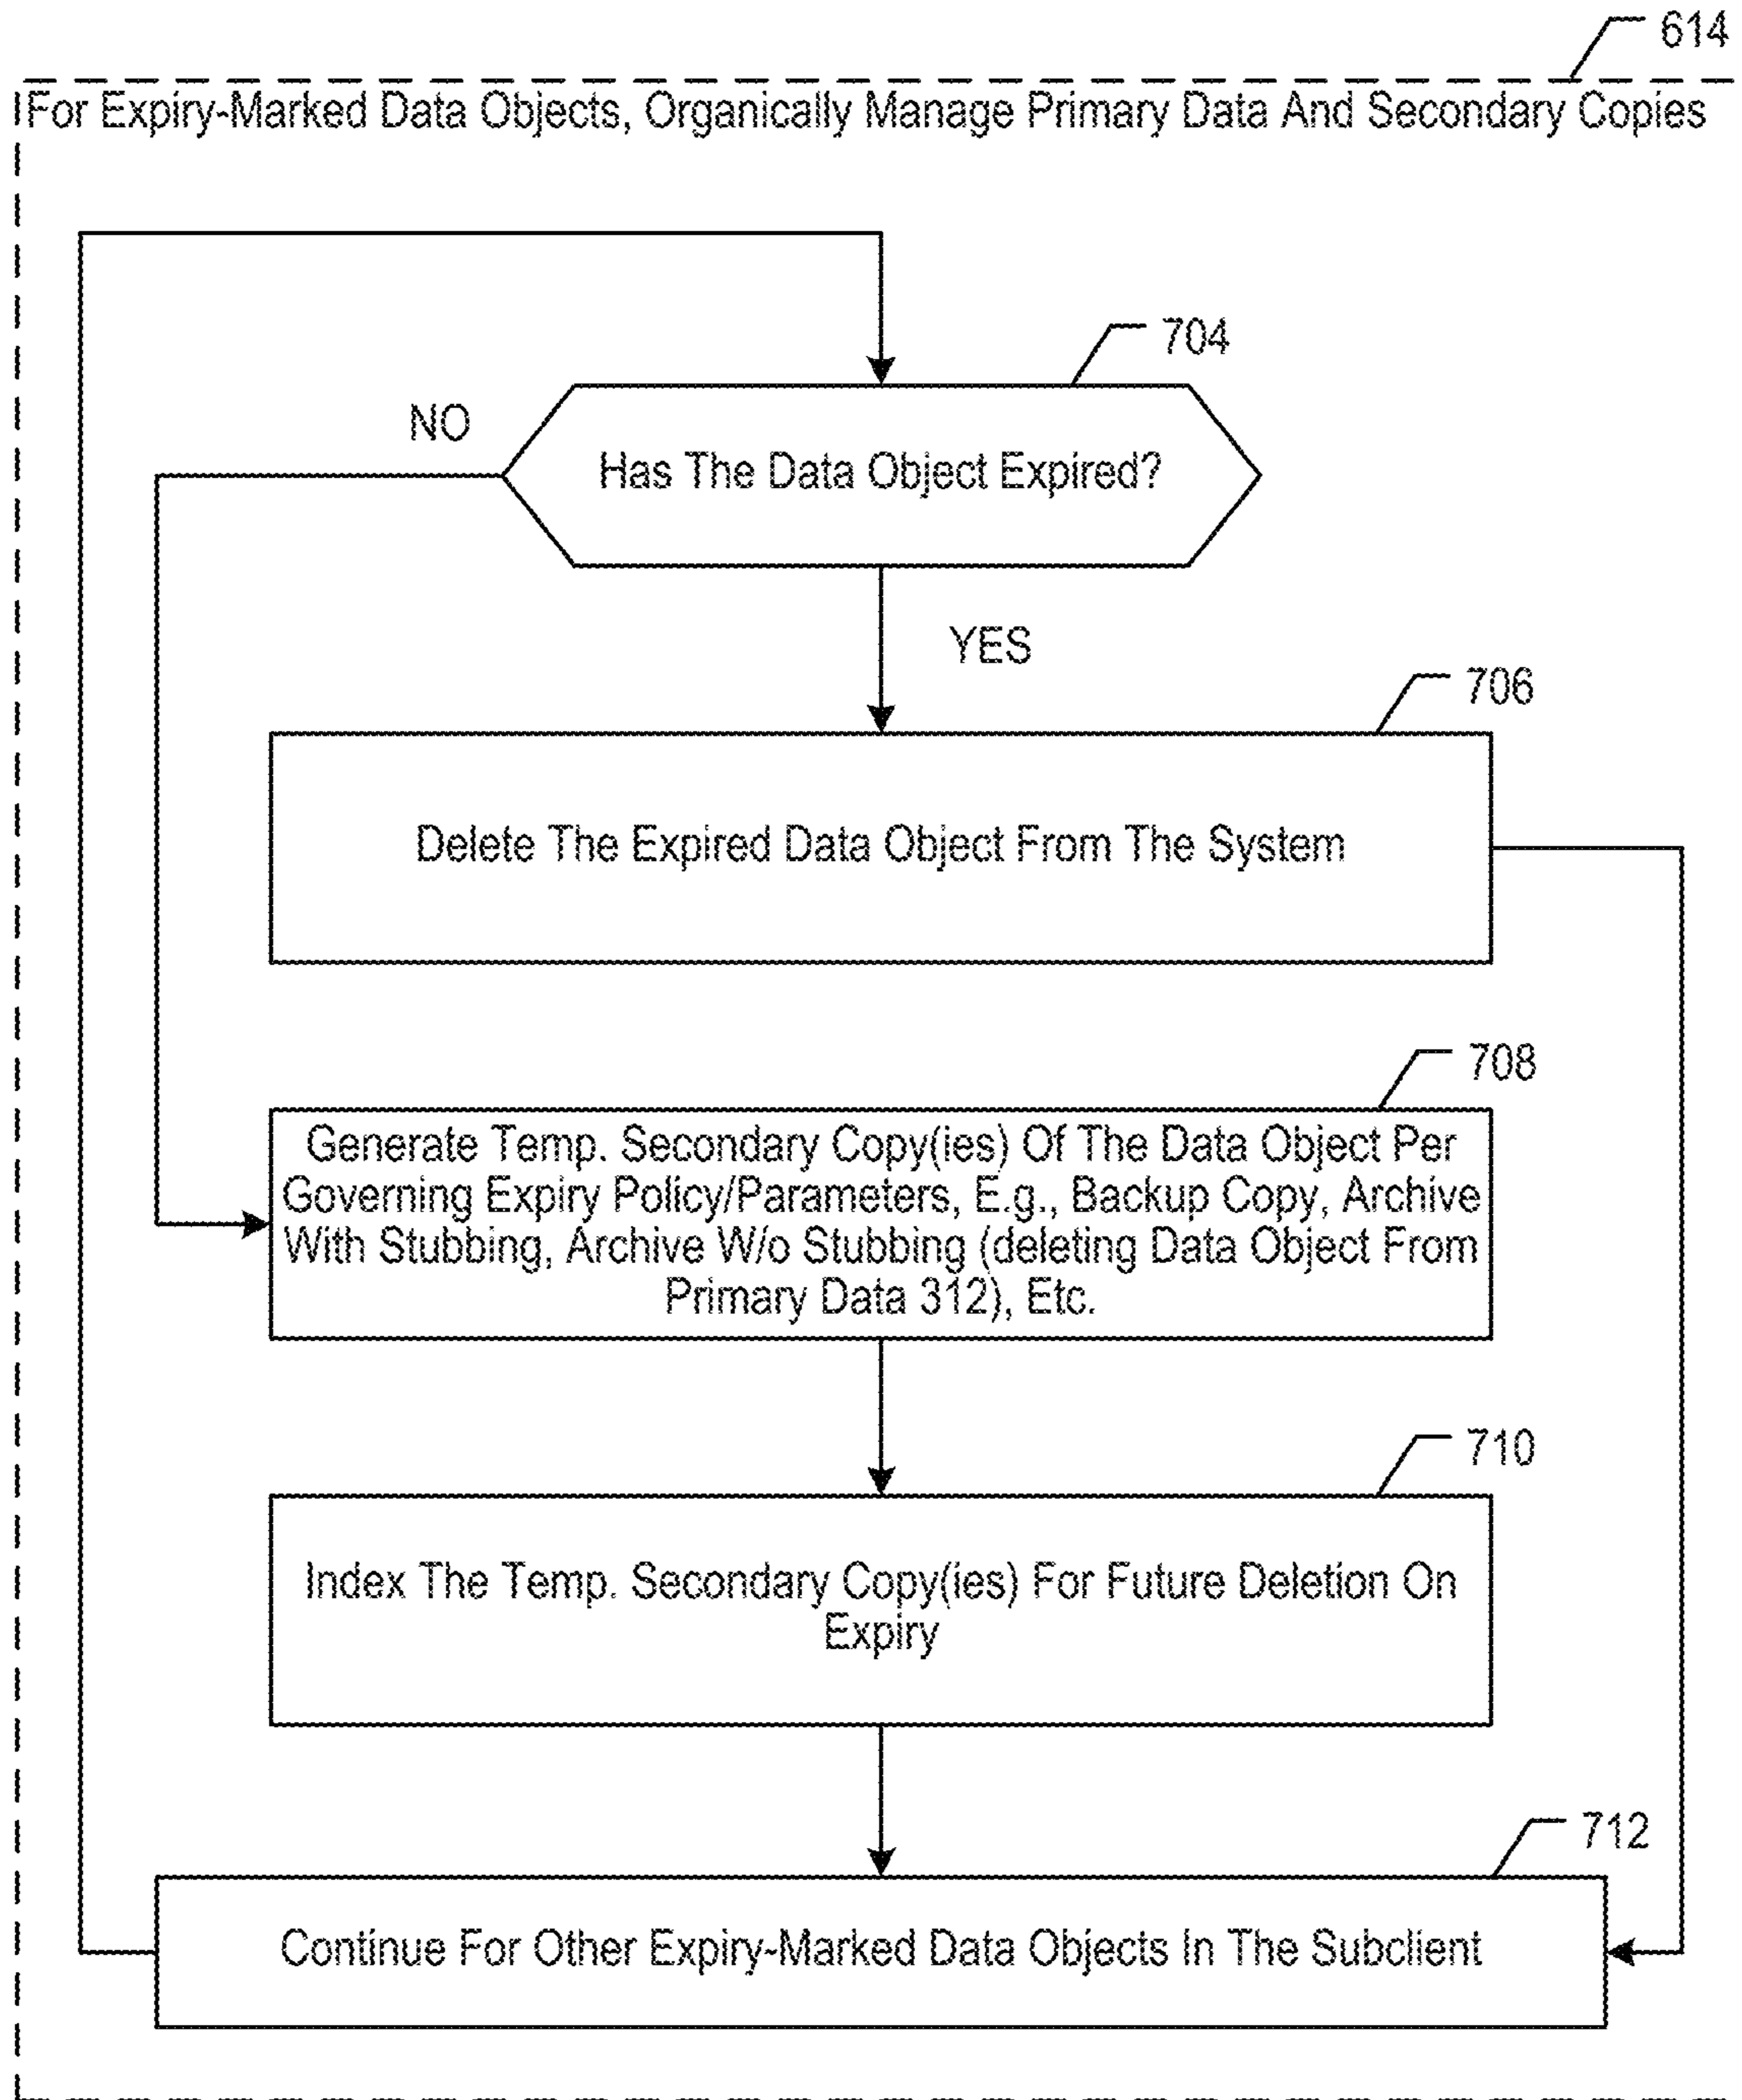 614
For Expiry-Marked Data Objects, Organically Manage Primary Data And Secondary Copies
704
NO
Has The Data Object Expired?
YES
706
Delete The Expired Data Object From The System
708
Generate Temp. Secondary Copy(ies) Of The Data Object Per
Governing Expiry Policy/Parameters, E.g., Backup Copy, Archive
With Stubbing, Archive W/o Stubbing (deleting Data Object From
Primary Data 312), Etc.
710
Index The Temp. Secondary Copy(ies) For Future Deletion On
Expiry
712
Continue For Other Expiry-Marked Data Objects In The Subclient